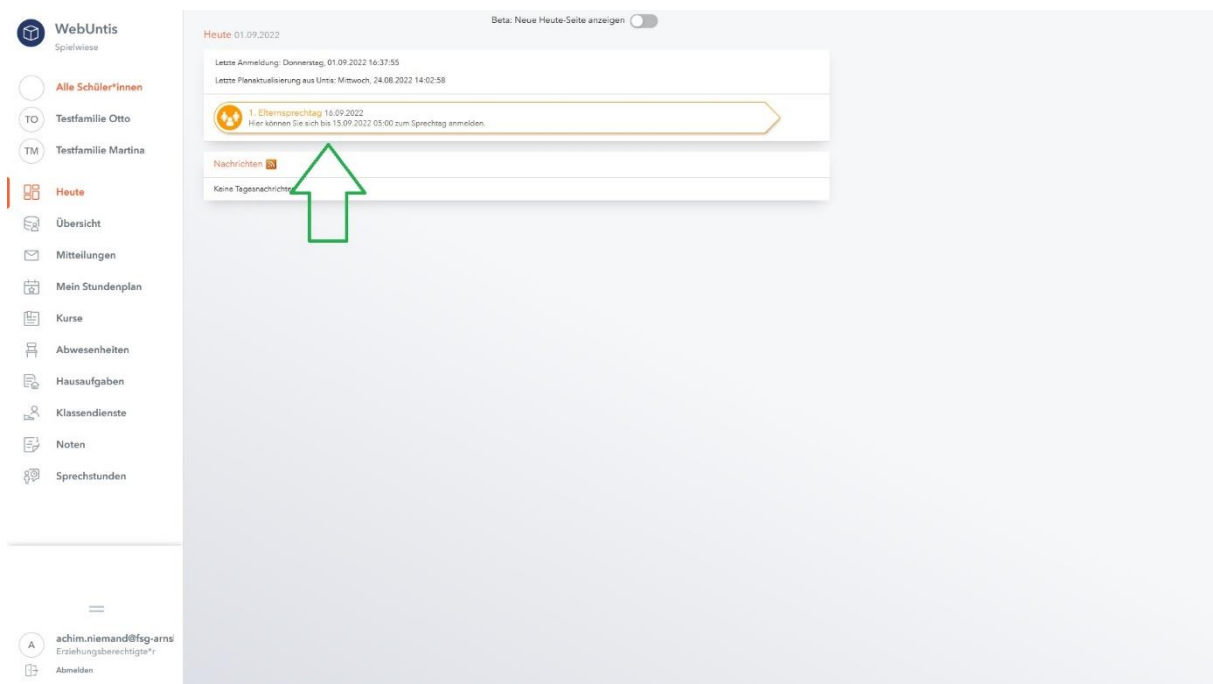 WebUntis
Spielwiese
Alle Schüler*innen
TO Testfamilie Otto
TM Testfamilie Martina
Heute
Übersicht
Mitteilungen
Mein Stundenplan
Kurse
Abwesenheiten
Hausaufgaben
Klassendienste
Noten
Sprechstunden
A achim.niemand@fsg-arnsl
Erziehungsberechtigte*r
Abmelden
Beta: Neue Heute-Seite anzeigen
Heute 01.09.2022
Letzte Anmeldung: Donnerstag, 01.09.2022 16:37:55
Letzte Planaktualisierung aus Untis: Mittwoch, 24.08.2022 14:02:58
1. Elternsprechtag 16.09.2022
Hier können Sie sich bis 15.09.2022 05:00 zum Sprechtag anmelden.
Nachrichten
Keine Tagesnachrichten